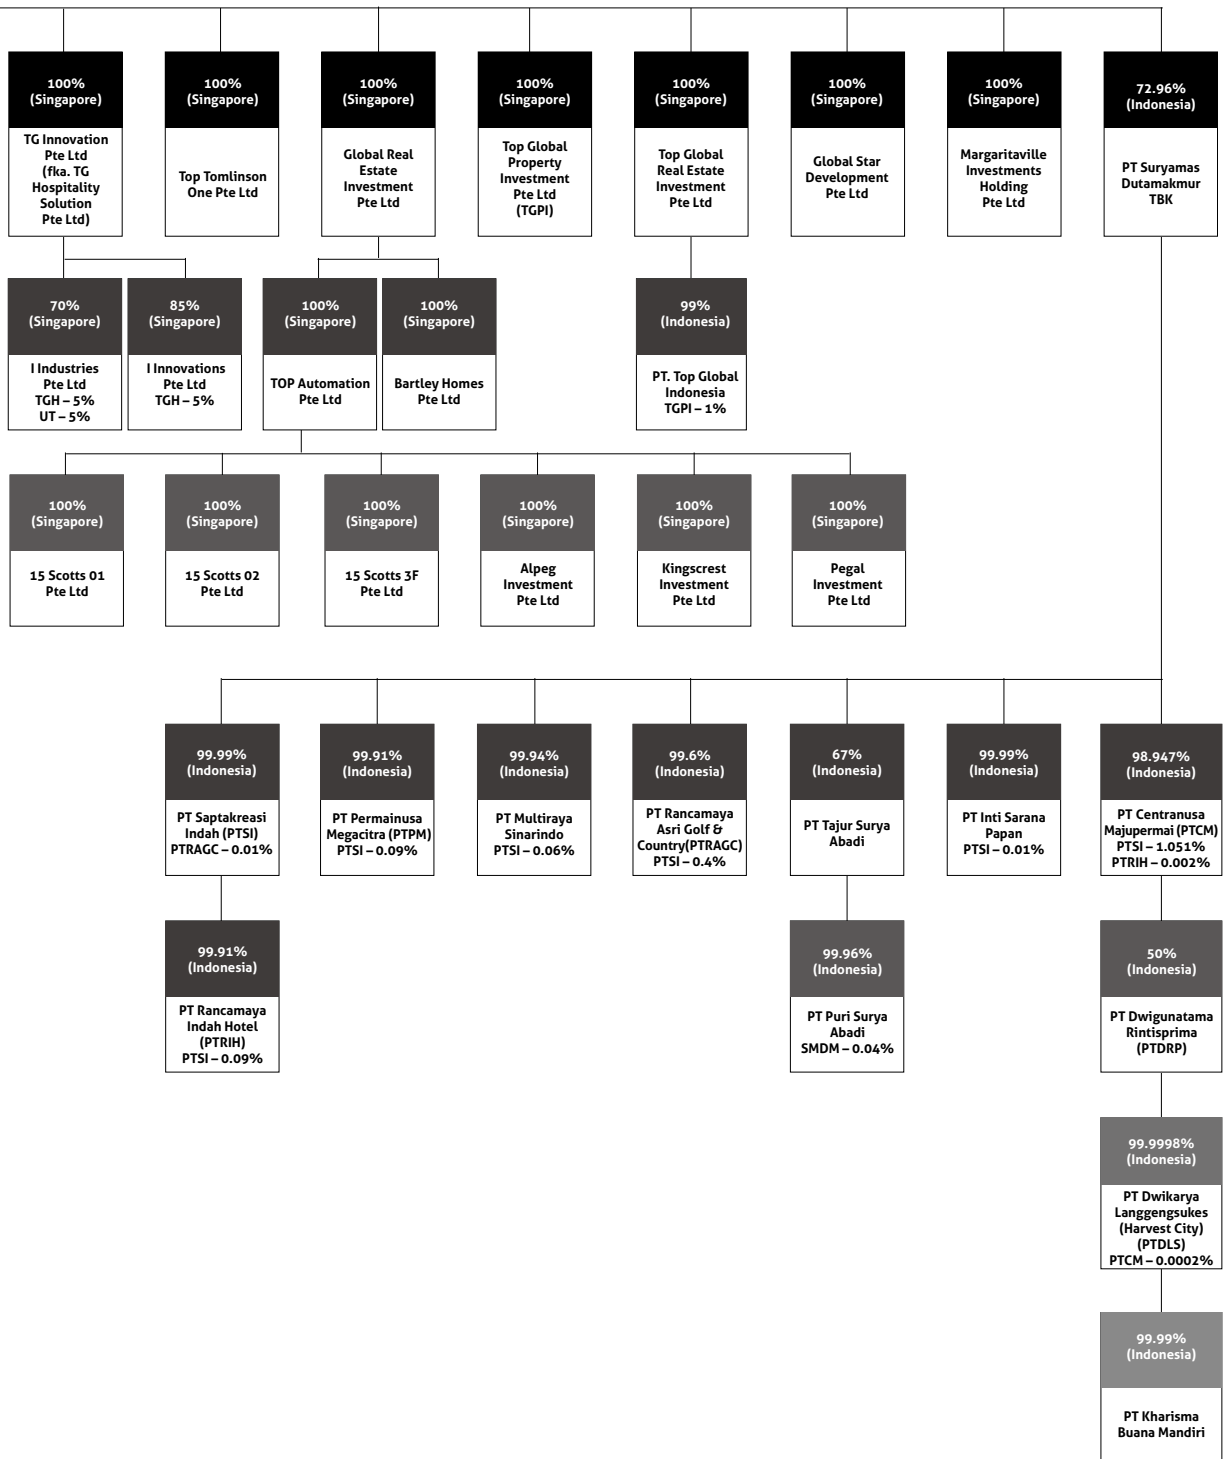 100%
(Singapore)
TG Innovation
Pte Ltd
(fka. TG
Hospitality
Solution
Pte Ltd)
100%
(Singapore)
Top Tomlinson
One Pte Ltd
100%
(Singapore)
Global Real
Estate
Investment
Pte Ltd
100%
(Singapore)
Top Global
Property
Investment
Pte Ltd
(TGPI)
100%
(Singapore)
Top Global
Real Estate
Investment
Pte Ltd
100%
(Singapore)
Global Star
Development
Pte Ltd
100%
(Singapore)
Margaritaville
Investments
Holding
Pte Ltd
72.96%
(Indonesia)
PT Suryamas
Dutamakmur
TBK
70%
(Singapore)
I Industries
Pte Ltd
TGH – 5%
UT – 5%
85%
(Singapore)
I Innovations
Pte Ltd
TGH – 5%
100%
(Singapore)
TOP Automation
Pte Ltd
100%
(Singapore)
Bartley Homes
Pte Ltd
99%
(Indonesia)
PT. Top Global
Indonesia
TGPI – 1%
100%
(Singapore)
15 Scotts 01
Pte Ltd
100%
(Singapore)
15 Scotts 02
Pte Ltd
100%
(Singapore)
15 Scotts 3F
Pte Ltd
100%
(Singapore)
Alpeg
Investment
Pte Ltd
100%
(Singapore)
Kingscrest
Investment
Pte Ltd
100%
(Singapore)
Pegal
Investment
Pte Ltd
99.99%
(Indonesia)
PT Saptakreasi
Indah (PTSI)
PTRAGC – 0.01%
99.91%
(Indonesia)
PT Permainusa
Megacitra (PTPM)
PTSI – 0.09%
99.94%
(Indonesia)
PT Multiraya
Sinarindo
PTSI – 0.06%
99.6%
(Indonesia)
PT Rancamaya
Asri Golf &
Country(PTRAGC)
PTSI – 0.4%
67%
(Indonesia)
PT Tajur Surya
Abadi
99.99%
(Indonesia)
PT Inti Sarana
Papan
PTSI – 0.01%
98.947%
(Indonesia)
PT Centranusa
Majupermai (PTCM)
PTSI – 1.051%
PTRIH – 0.002%
99.91%
(Indonesia)
PT Rancamaya
Indah Hotel
(PTRIH)
PTSI – 0.09%
99.96%
(Indonesia)
PT Puri Surya
Abadi
SMDM – 0.04%
50%
(Indonesia)
PT Dwigunatama
Rintisprima
(PTDRP)
99.9998%
(Indonesia)
PT Dwikarya
Langgengsukes
(Harvest City)
(PTDLS)
PTCM – 0.0002%
99.99%
(Indonesia)
PT Kharisma
Buana Mandiri